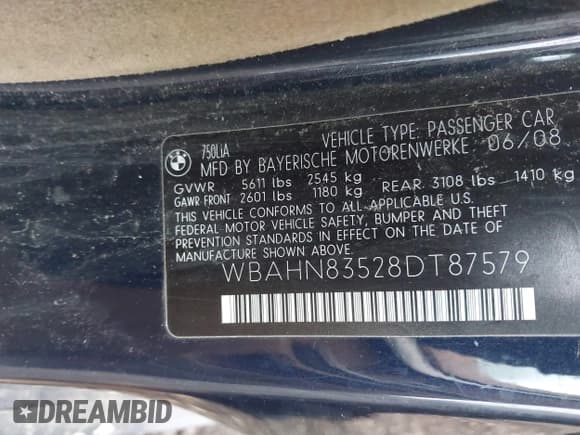 750LiA
VEHICLE TYPE: PASSENGER CAR
MFD BY BAYERISCHE MOTORENWERKE 06/08
GVWR 5611 lbs 2545 kg
GAWR FRONT 2601 lbs 1180 kg REAR 3108 lbs 1410 kg
THIS VEHICLE CONFORMS TO ALL APPLICABLE U.S.
FEDERAL MOTOR VEHICLE SAFETY, BUMPER AND THEFT
PREVENTION STANDARDS IN EFFECT ON THE DATE OF
MANUFACTURE SHOWN ABOVE.
WBAHN83528DT87579
DREAMBID